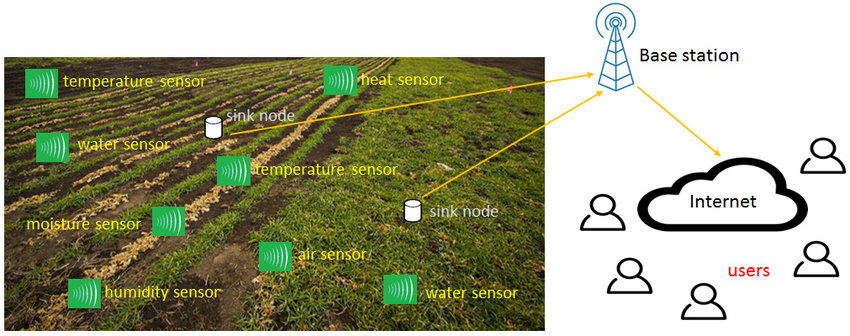 Base station
temperature sensor
heat sensor
sink node
water sensor
temperature sensor
Internet
moisture sensor
sink node
air sensor
users
humidity sensor
water sensor